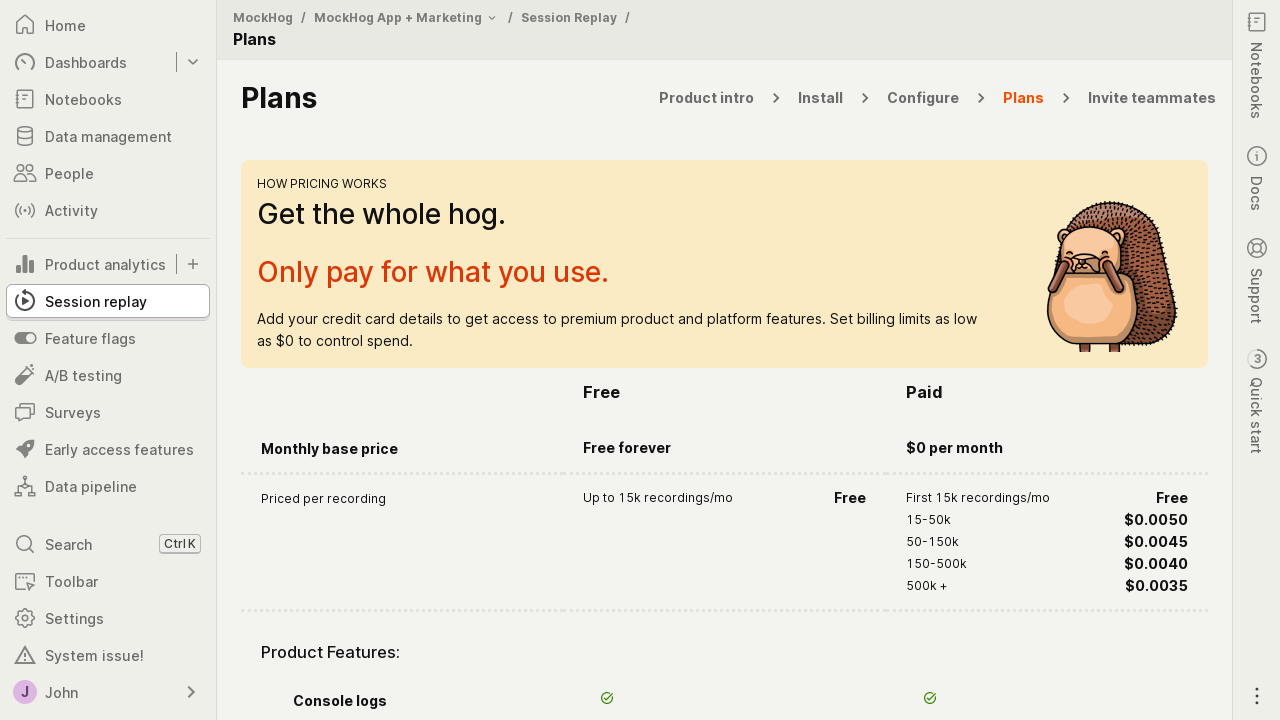 Home
Dashboards
Notebooks
Data management
People
Activity
Product analytics
Session replay
Feature flags
A/B testing
Surveys
Early access features
Data pipeline
Search
Ctrl K
Toolbar
Settings
System issue!
J
John
MockHog / MockHog App + Marketing / Session Replay /
Plans
Plans
Product intro
Install
Configure
Plans
Invite teammates
HOW PRICING WORKS
Get the whole hog.
Only pay for what you use.
Add your credit card details to get access to premium product and platform features. Set billing limits as low
as $0 to control spend.
Free
Paid
Monthly base price
Free forever
$0 per month
Priced per recording
Up to 15k recordings/mo
Free
First 15k recordings/mo
Free
15-50k
$0.0050
50-150k
$0.0045
150-500k
$0.0040
500k +
$0.0035
Product Features:
Console logs
Notebooks
Docs
Support
3
Quick start